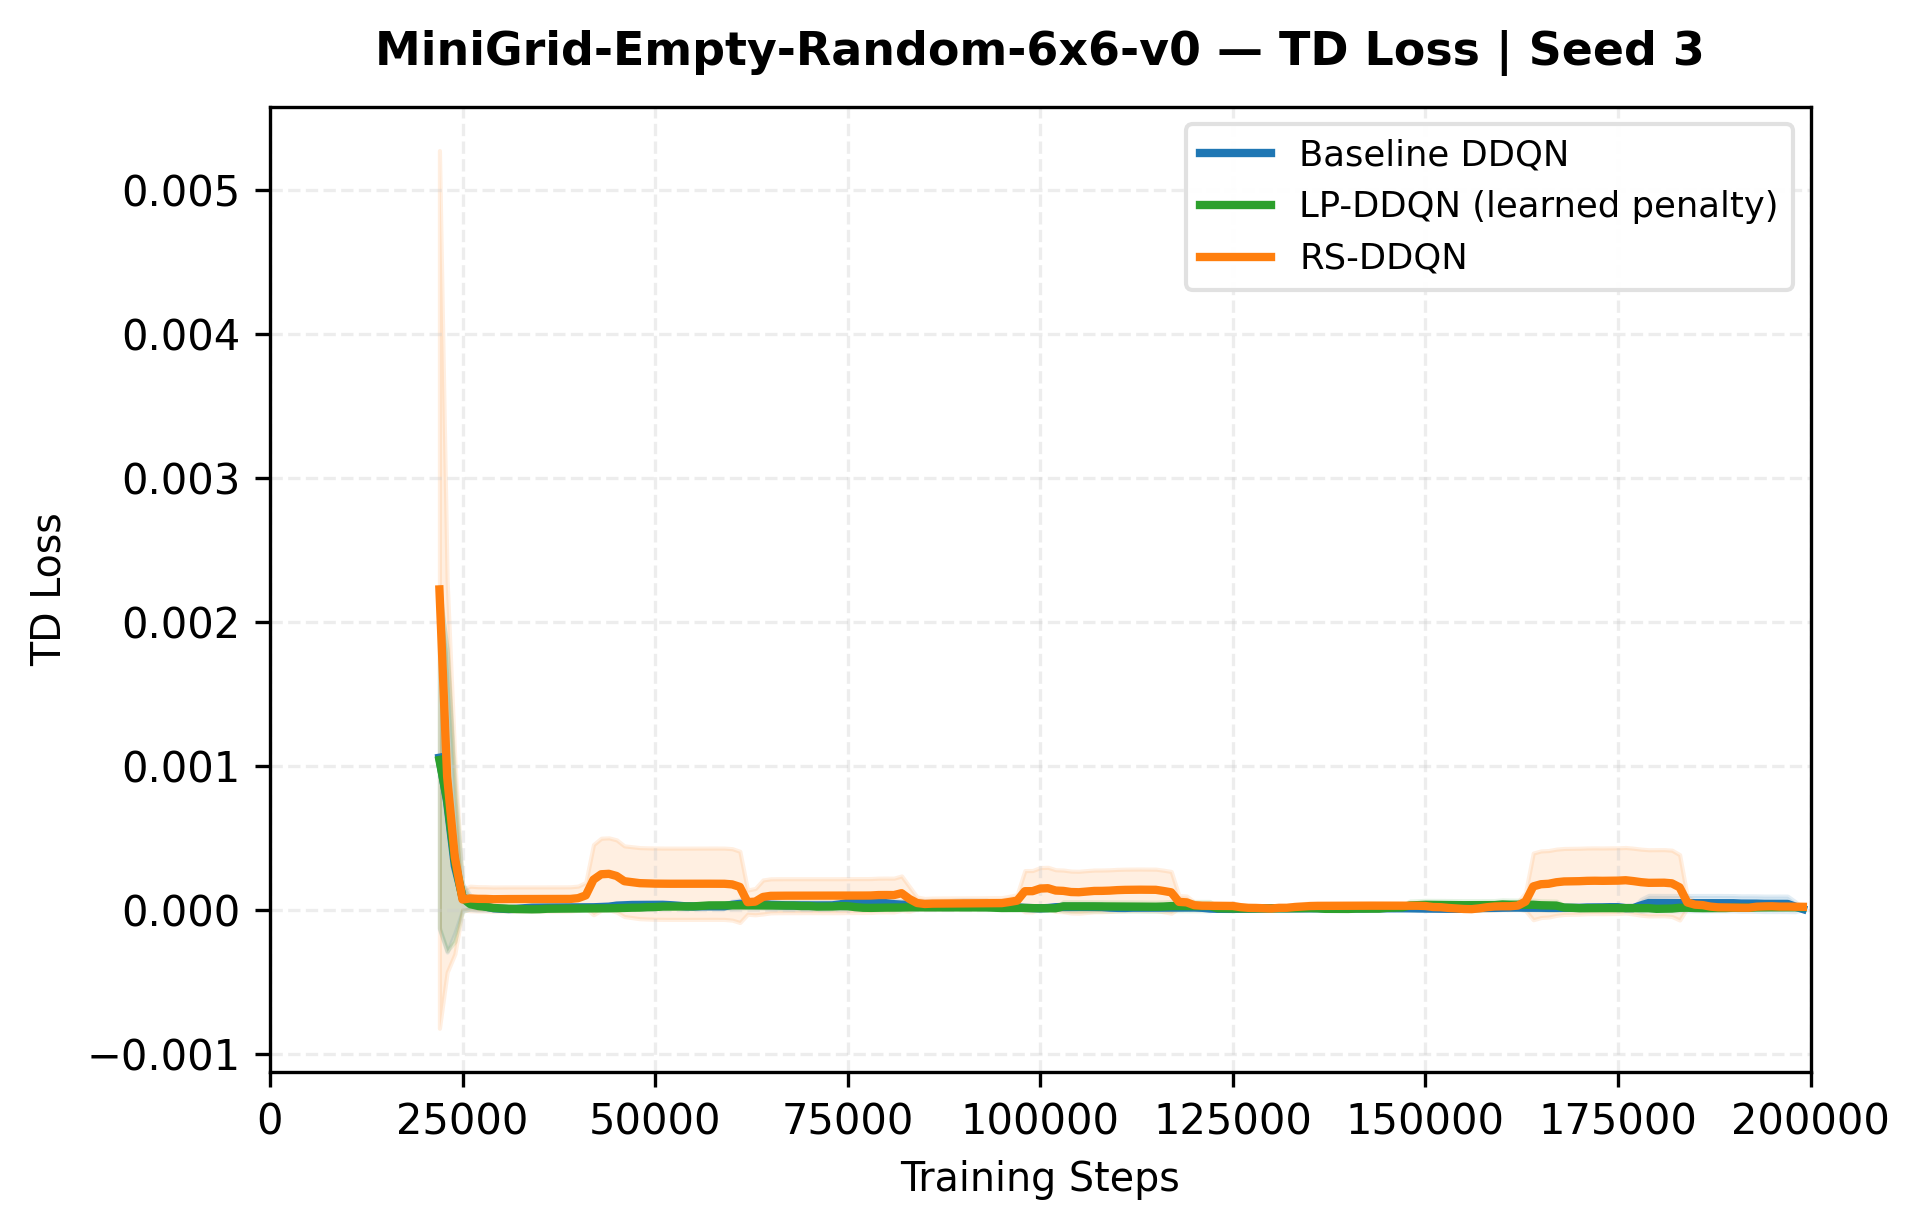 MiniGrid-Empty-Random-6x6-v0 — TD Loss | Seed 3
Baseline DDQN
LP-DDQN (learned penalty)
RS-DDQN
TD Loss
0.005
0.004
0.003
0.002
0.001
0.000
−0.001
0 25000 50000 75000 100000 125000 150000 175000 200000
Training Steps